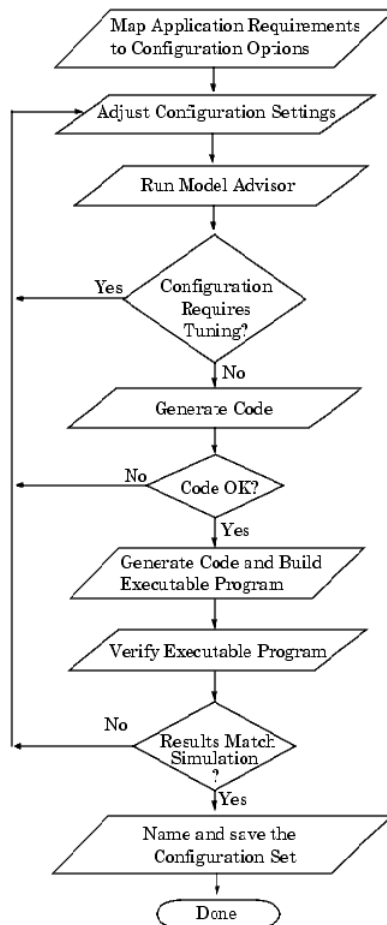 Map Application Requirements
to Configuration Options
Adjust Configuration Settings
Run Model Advisor
Configuration
Requires
Tuning?
Yes
No
Generate Code
Code OK?
No
Yes
Generate Code and Build
Executable Program
Verify Executable Program
Results Match
Simulation
?
No
Yes
Name and save the
Configuration Set
Done